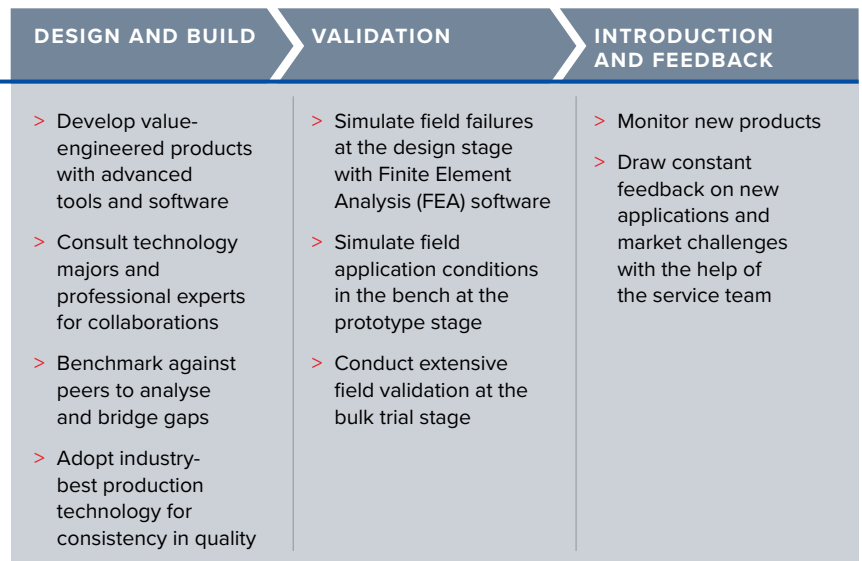 DESIGN AND BUILD
> Develop value-
engineered products
with advanced
tools and software
> Consult technology
majors and
professional experts
for collaborations
> Benchmark against
peers to analyse
and bridge gaps
> Adopt industry-
best production
technology for
consistency in quality
VALIDATION
> Simulate field failures
at the design stage
with Finite Element
Analysis (FEA) software
> Simulate field
application conditions
in the bench at the
prototype stage
> Conduct extensive
field validation at the
bulk trial stage
INTRODUCTION
AND FEEDBACK
> Monitor new products
> Draw constant
feedback on new
applications and
market challenges
with the help of
the service team